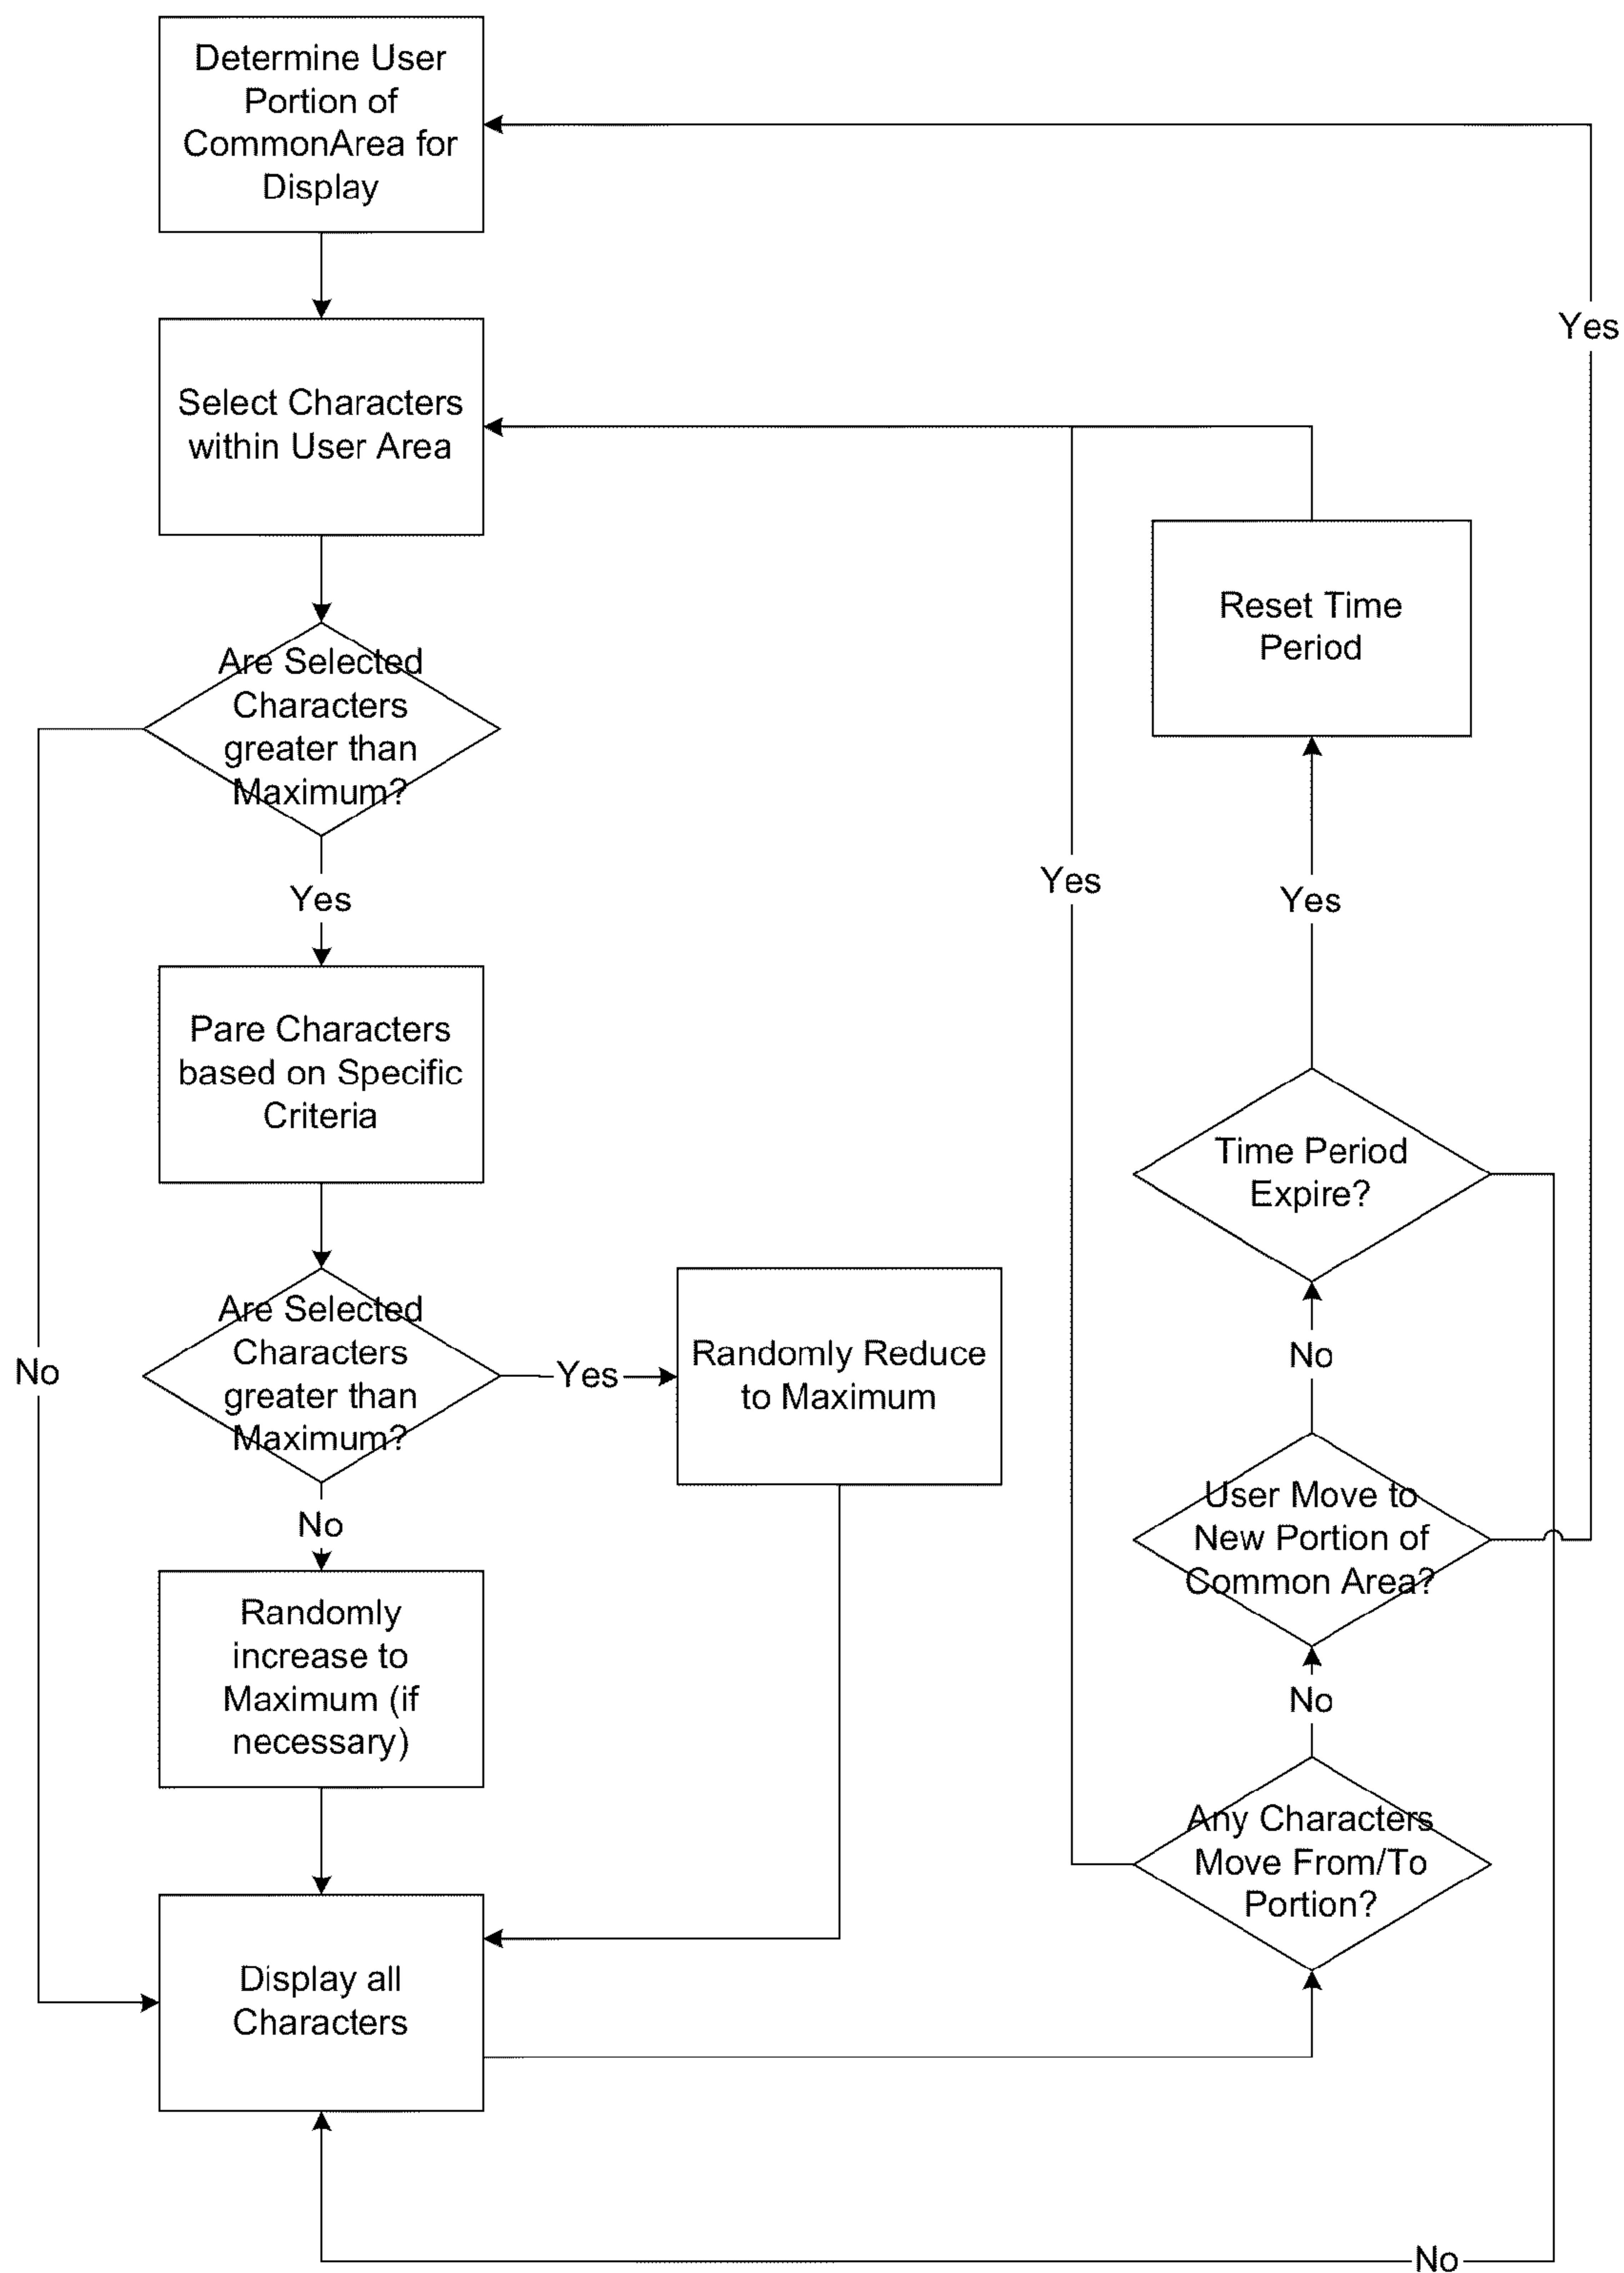 Determine User
Portion of
CommonArea for
Display
Yes
Select Characters
within User Area
Reset Time
Period
Are Selected
Characters
greater than
Maximum?
Yes
Yes
Yes
Pare Characters
based on Specific
Criteria
Time Period
Expire?
Are Selected
Characters
greater than
Maximum?
No
Yes
Randomly Reduce
to Maximum
No
No
User Move to
New Portion of
Common Area?
Randomly
increase to
Maximum (if
necessary)
No
Any Characters
Move From/To
Portion?
Display all
Characters
No